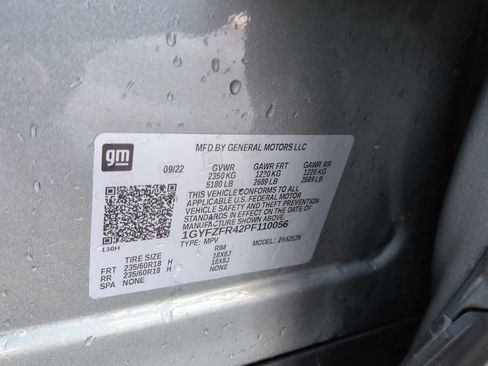 gm
MFD BY GENERAL MOTORS LLC
09/22 GVWR GAWR FRT GAWR RR
2350 KG 1220 KG 1220 KG
5180 LB 2689 LB 2689 LB
THIS VEHICLE CONFORMS TO ALL
APPLICABLE U.S. FEDERAL MOTOR
VEHICLE SAFETY AND THEFT PREVENTION
STANDARDS IN EFFECT ON THE DATE OF
MANUFACTURE SHOWN ABOVE.
1GYFZFR42PF110056
130H
TYPE: MPV MODEL:
TIRE SIZE RIM
FRT 235/60R18 H 18X8J
RR 235/60R18 H 18X8J
SPA NONE NONE